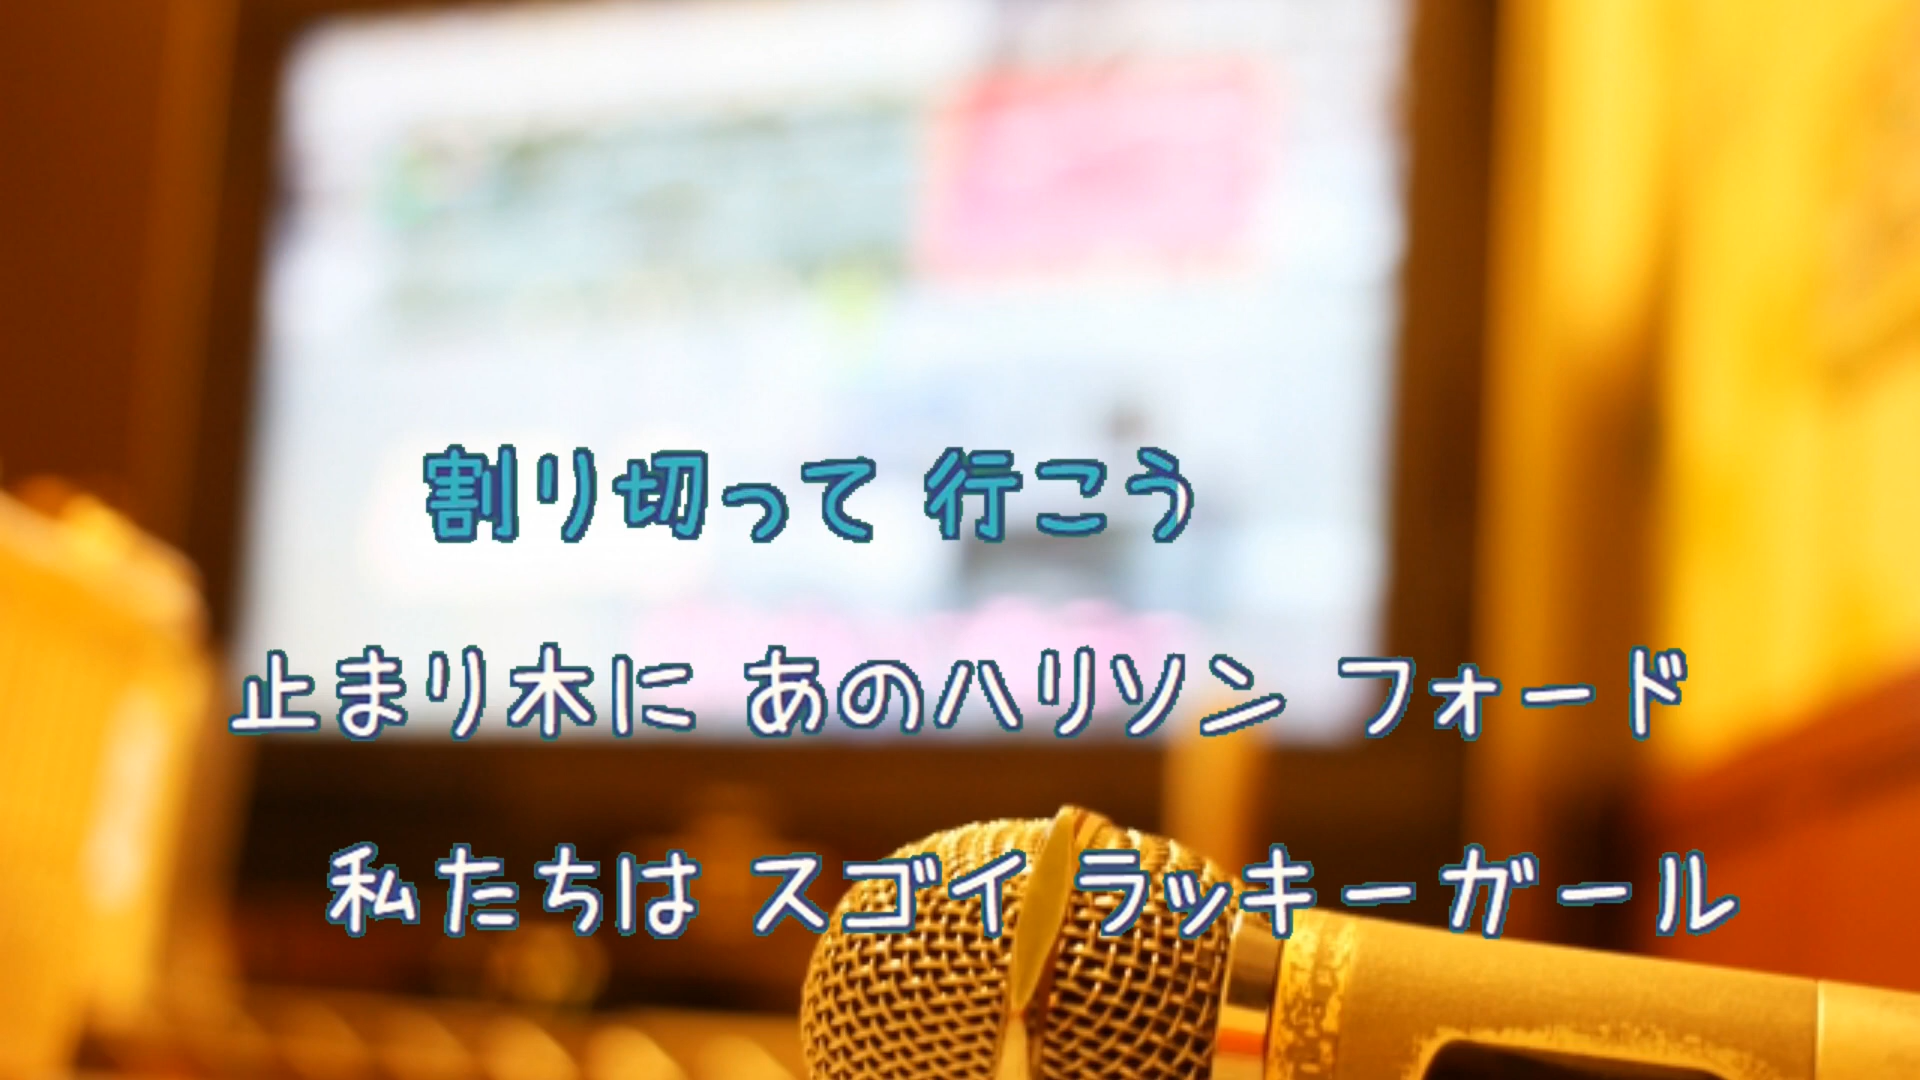 割り切って 行こう
止まり木に あのハリソン フォード
私たちは スゴイ ラッキーガール